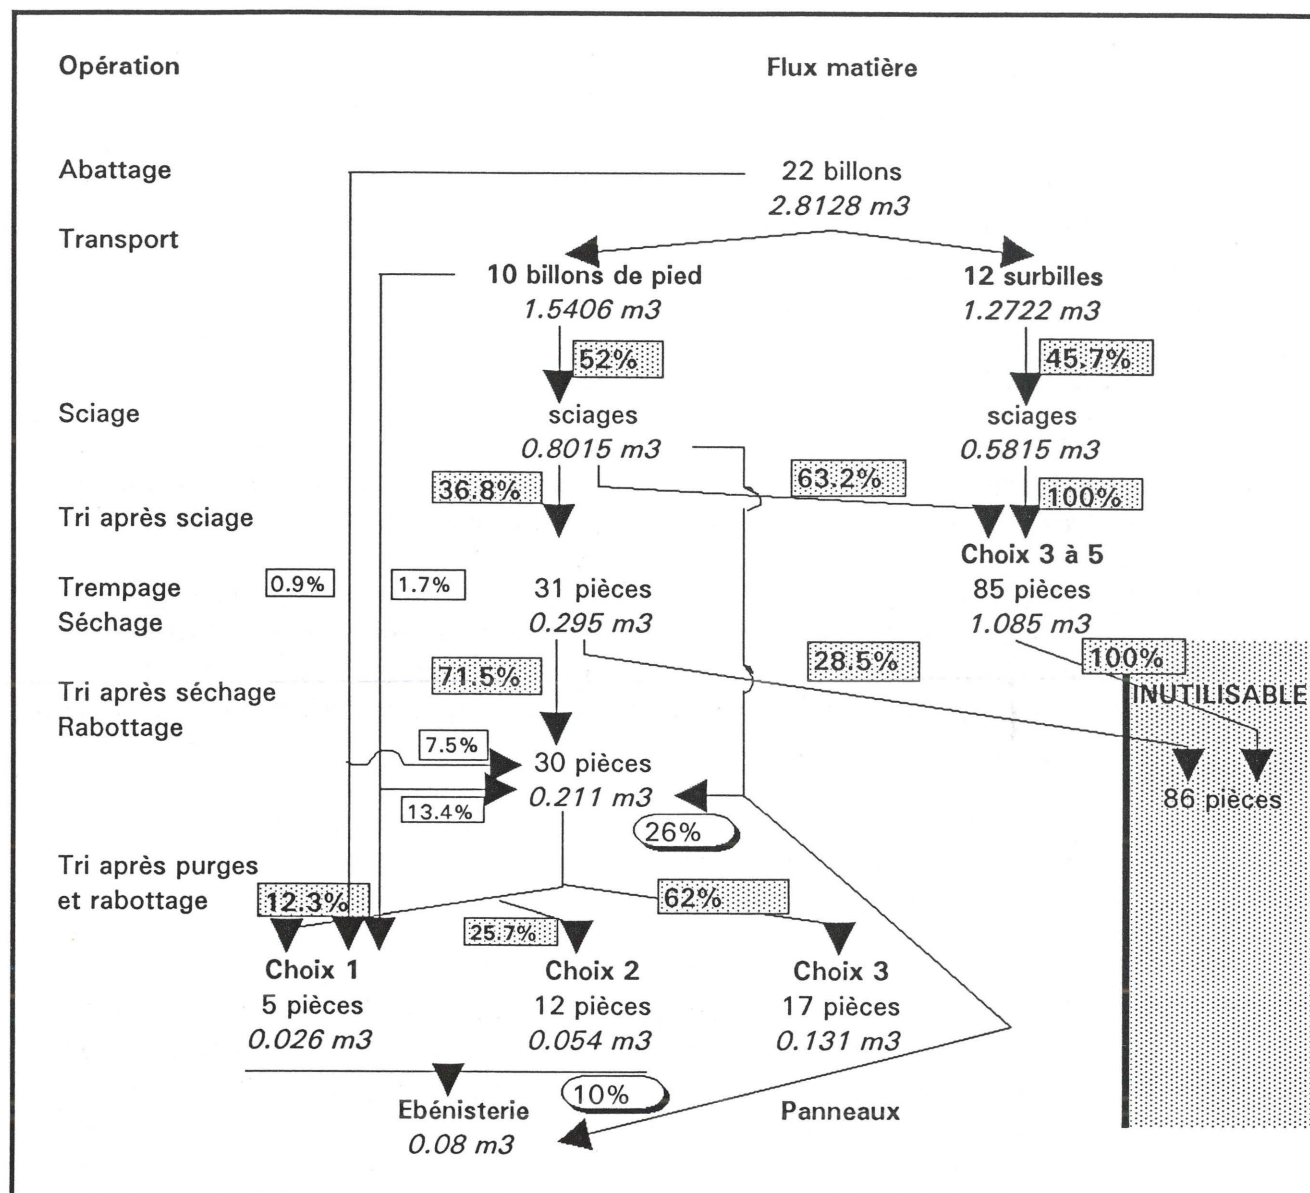 Opération Flux matière
Abattage 22 billons
2.8128 m3
Transport
10 billons de pied 12 surbilles
1.5406 m3 1.2722 m3
52% 45.7%
Sciage sciages sciages
0.8015 m3 0.5815 m3
36.8% 63.2% 100%
Tri après sciage
Choix 3 à 5
Trempage 0.9% 1.7% 31 pièces 85 pièces
Séchage 0.295 m3 1.085 m3
71.5% 28.5% 100%
Tri après séchage INUTILISABLE
Rabottage
7.5% 30 pièces
13.4% 0.211 m3 86 pièces
26%
Tri après purges
et rabottage 12.3% 25.7% 62%
Choix 1 Choix 2 Choix 3
5 pièces 12 pièces 17 pièces
0.026 m3 0.054 m3 0.131 m3
10%
Ebénisterie Panneaux
0.08 m3